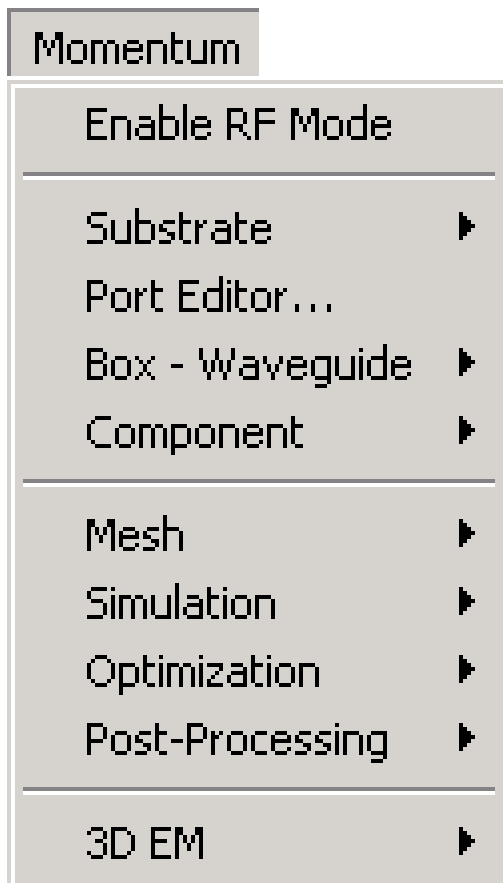 Momentum
Enable RF Mode
Substrate
Port Editor...
Box - Waveguide
Component
Mesh
Simulation
Optimization
Post-Processing
3D EM